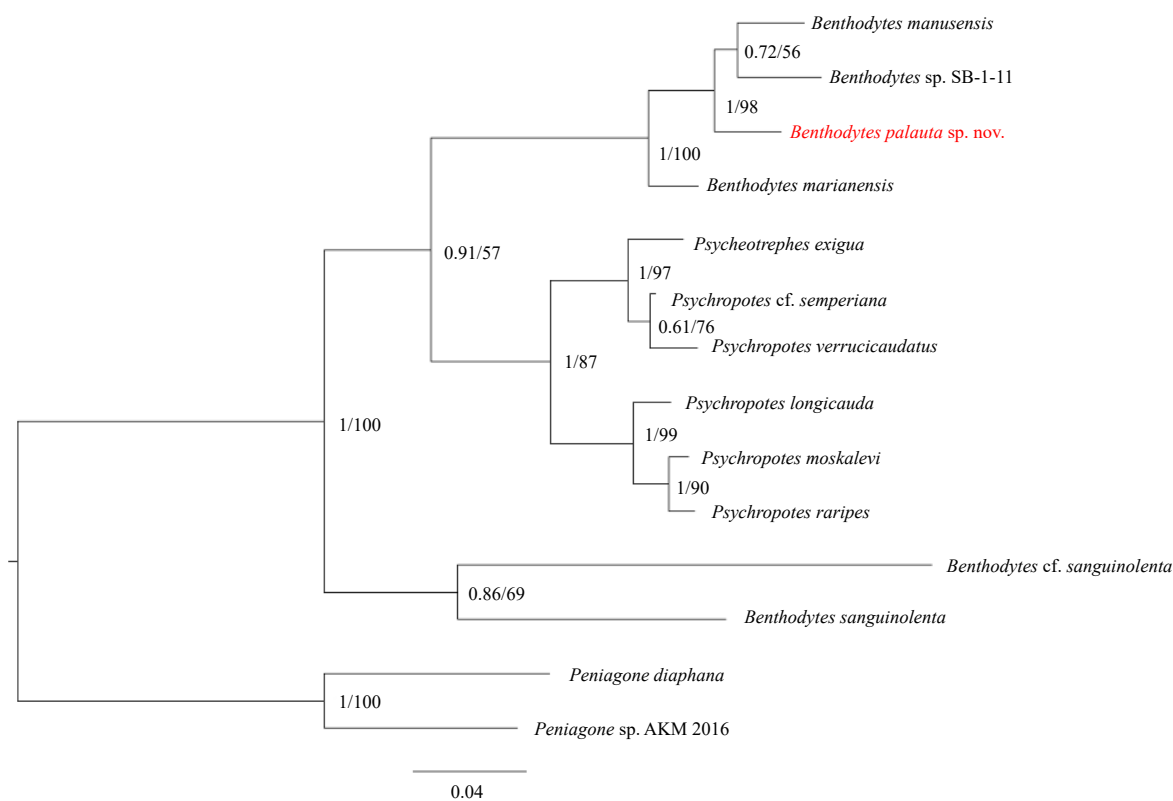 Benthodytes manusensis
0.72/56
Benthodytes sp. SB-1-11
1/98
Benthodytes palauta sp. nov.
1/100
Benthodytes marianensis
Psycheotrephes exigua
0.91/57
1/97
Psychropotes cf. semperiana
0.61/76
Psychropotes verrucicaudatus
1/87
Psychropotes longicauda
1/100
1/99
Psychropotes moskalevi
1/90
Psychropotes raripes
Benthodytes cf. sanguinolenta
0.86/69
Benthodytes sanguinolenta
Peniagone diaphana
1/100
Peniagone sp. AKM 2016
0.04